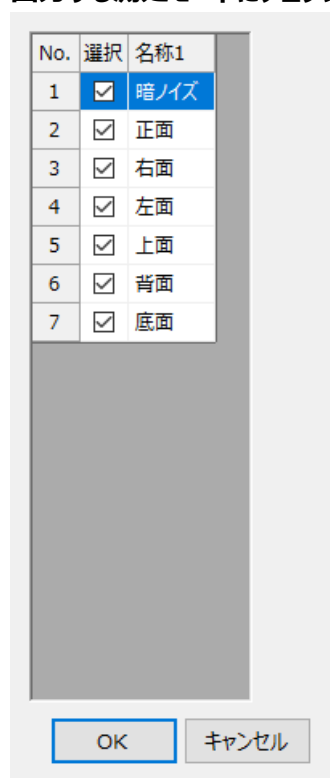 No. 選択 名称1
1 暗ノイズ
2 正面
3 右面
4 左面
5 上面
6 背面
7 底面
OK キャンセル